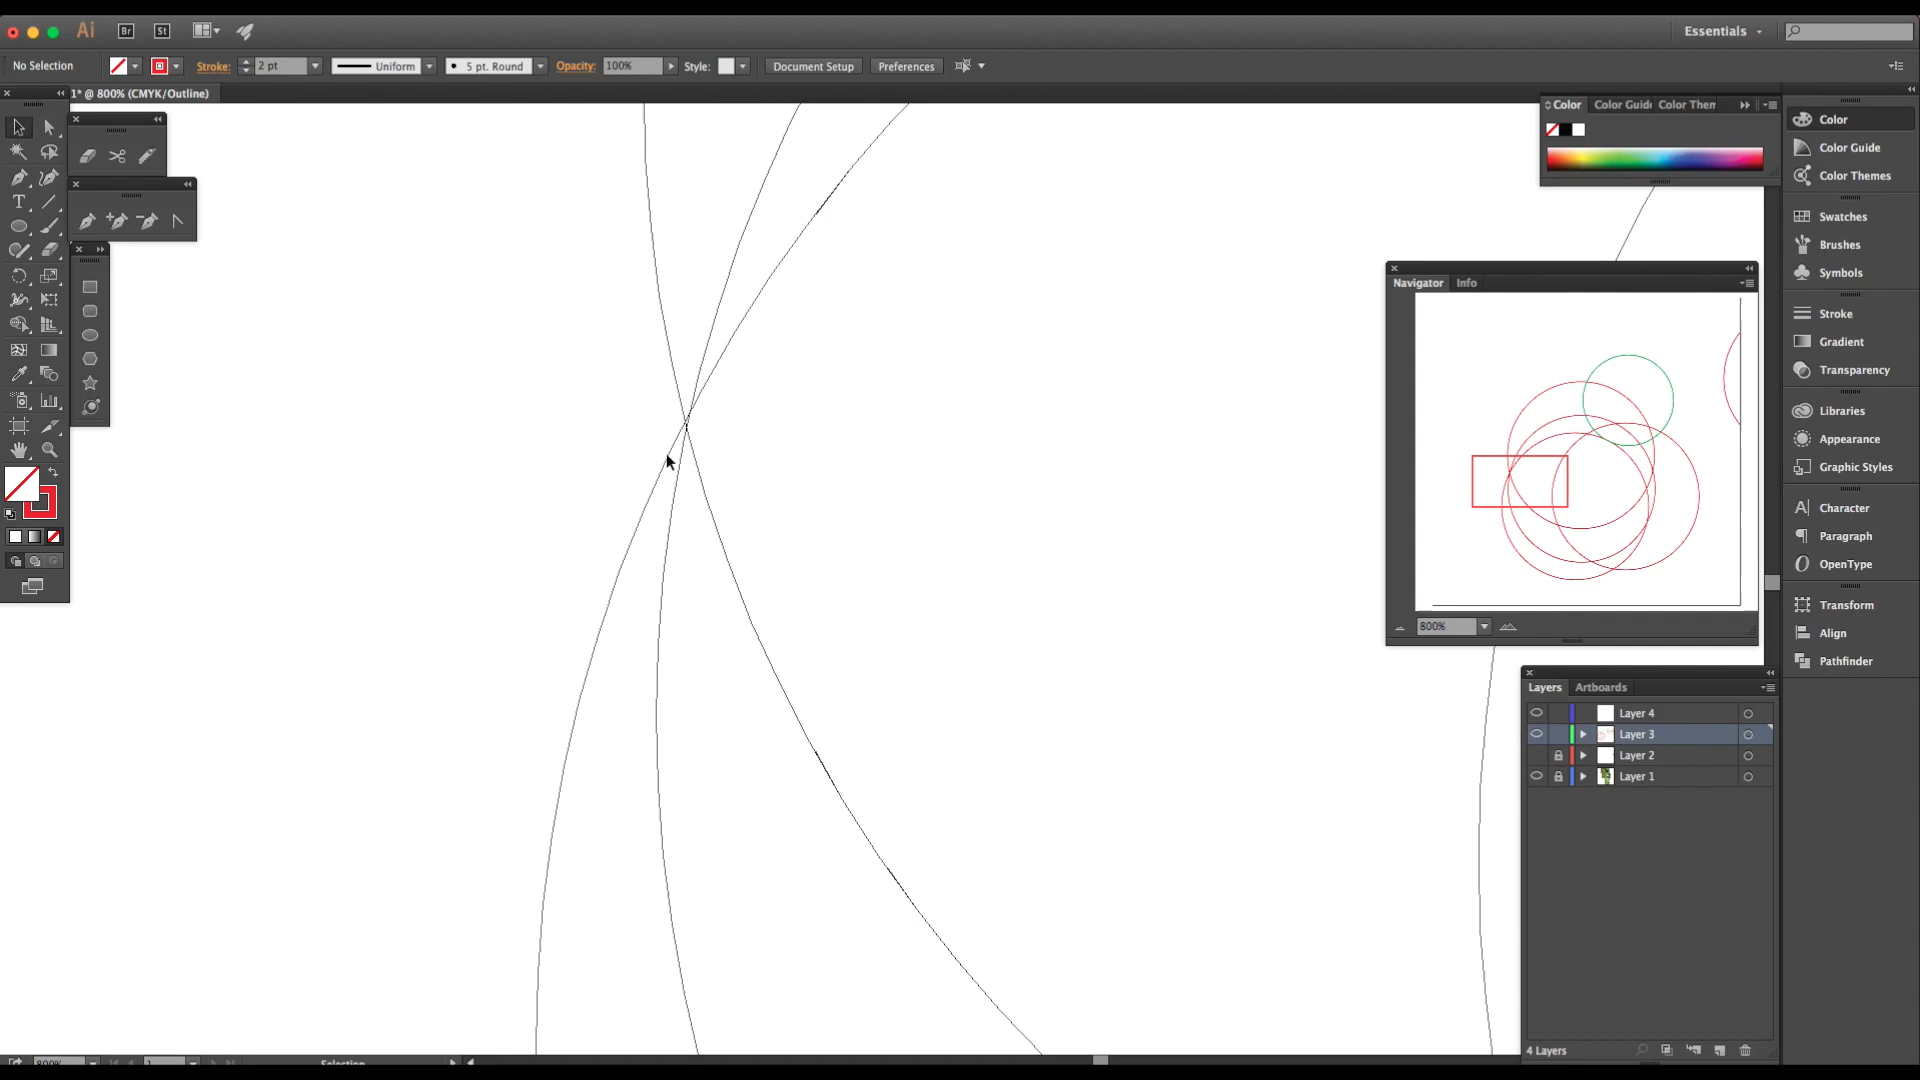 Ai Br St Essentials
No Selection Stroke: 2 pt Uniform 5 pt. Round Opacity: 100% Style: Document Setup Preferences
1* @ 800% (CMYK/Outline)
Color Color Guide Color Them
Color
Color Guide
Color Themes
Swatches
Brushes
Symbols
Navigator Info
Stroke
Gradient
Transparency
Libraries
Appearance
Graphic Styles
Character
Paragraph
OpenType
Transform
Align
Pathfinder
800%
Layers Artboards
Layer 4
Layer 3
Layer 2
Layer 1
4 Layers
800% 1 Selection